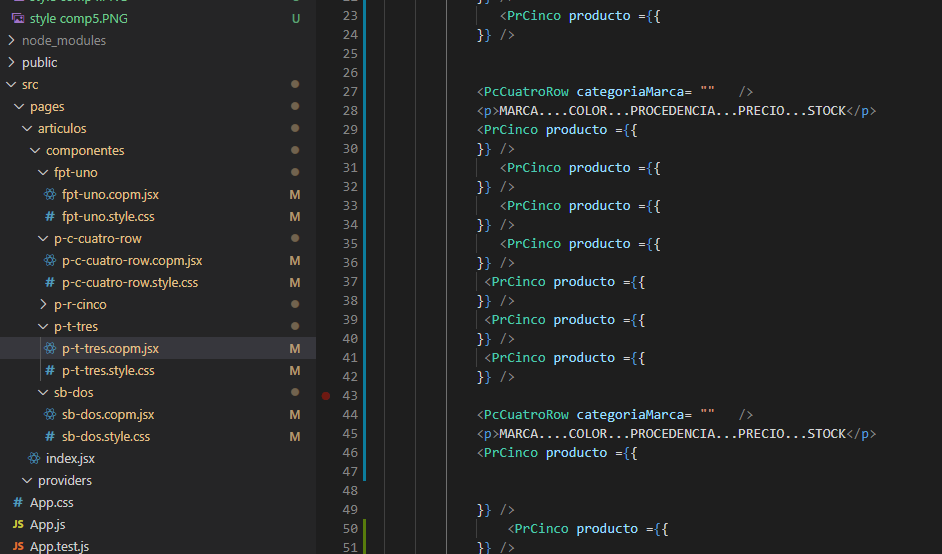 style comp5.PNG U
node_modules
public
src
pages
articulos
componentes
fpt-uno
fpt-uno.copm.jsx M
# fpt-uno.style.css M
p-c-cuatro-row
p-c-cuatro-row.copm.jsx M
# p-c-cuatro-row.style.css M
p-r-cinco
p-t-tres
p-t-tres.copm.jsx M
# p-t-tres.style.css M
sb-dos
sb-dos.copm.jsx M
# sb-dos.style.css M
index.jsx
providers
# App.css
JS App.js
JS App.test.js
23 <PrCinco producto ={{
24 }} />
25
26
27 <PcCuatroRow categoriaMarca= "" />
28 <p>MARCA....COLOR...PROCEDENCIA...PRECIO...STOCK</p>
29 <PrCinco producto ={{
30 }} />
31 <PrCinco producto ={{
32 }} />
33 <PrCinco producto ={{
34 }} />
35 <PrCinco producto ={{
36 }} />
37 <PrCinco producto ={{
38 }} />
39 <PrCinco producto ={{
40 }} />
41 <PrCinco producto ={{
42 }} />
43
44 <PcCuatroRow categoriaMarca= "" />
45 <p>MARCA....COLOR...PROCEDENCIA...PRECIO...STOCK</p>
46 <PrCinco producto ={{
47
48
49 }} />
50 <PrCinco producto ={{
51 }} />